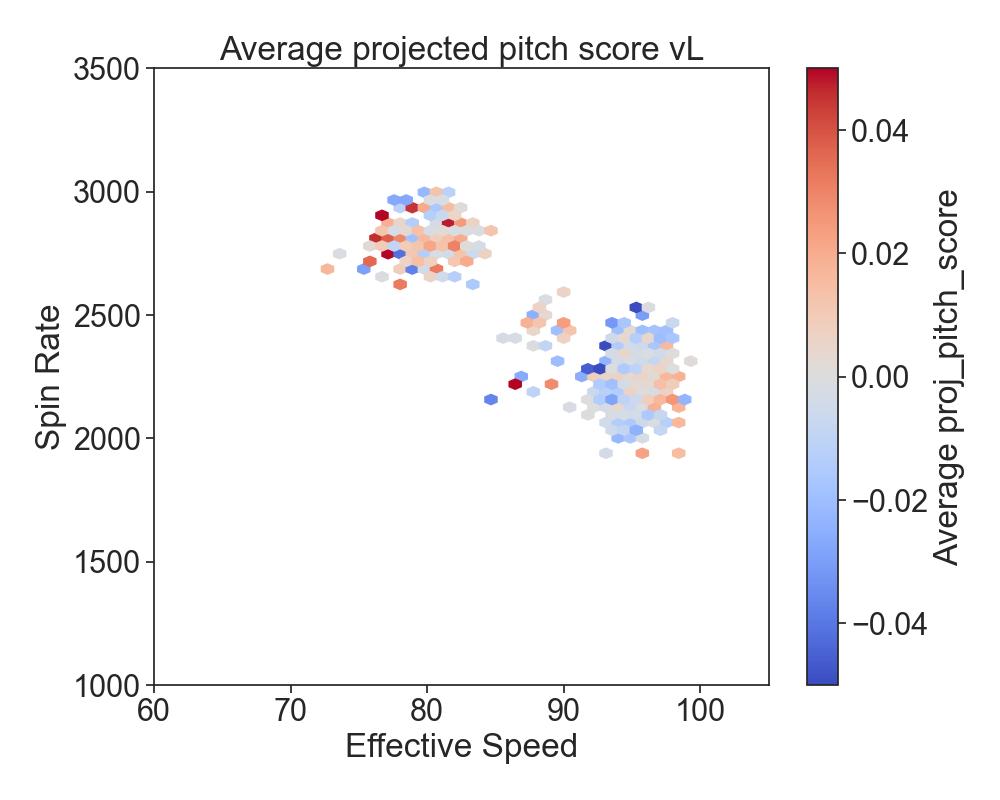 Average projected pitch score vL
3500
3000
2500
2000
1500
1000
Spin Rate
60 70 80 90 100
Effective Speed
0.04
0.02
0.00
−0.02
−0.04
Average proj_pitch_score